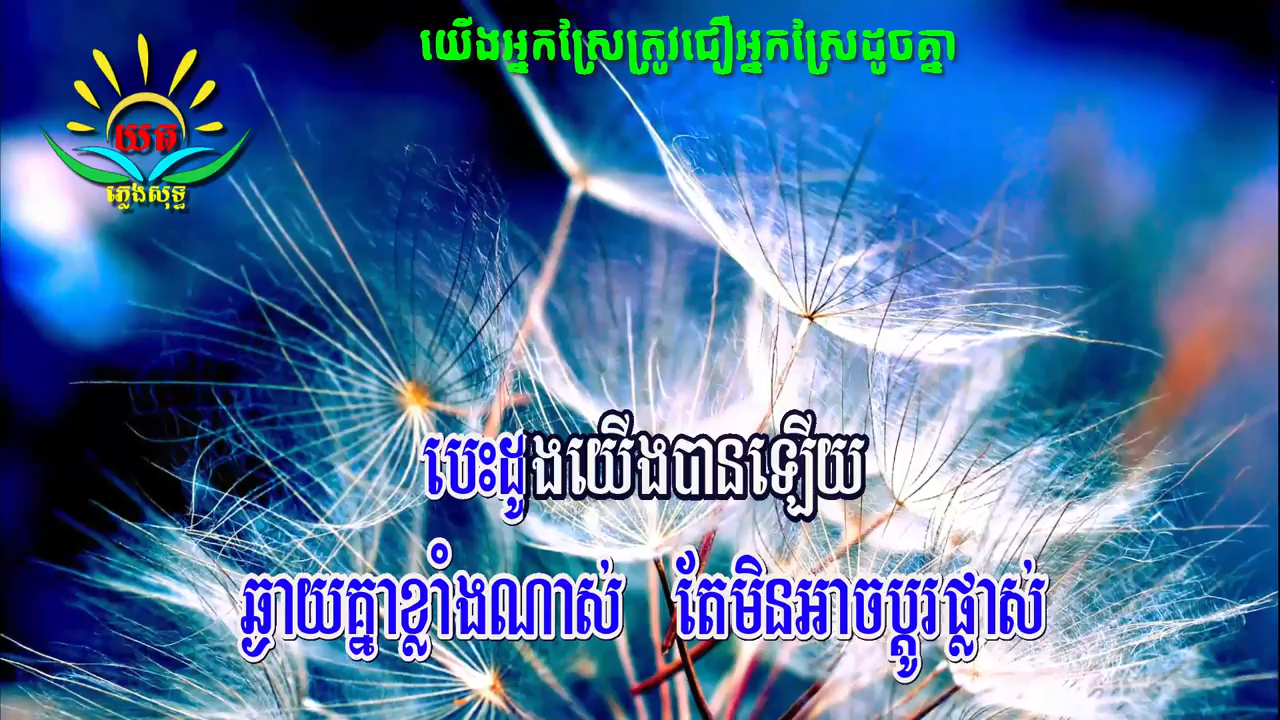 យើងអ្នកស្រែត្រូវជឿអ្នកស្រែដូចគ្នា
យត
ភ្លេងសុទ្ធ
បេះដូងយើងបានឡើយ
ឆ្ងាយគ្នាខ្លាំងណាស់ តែមិនអាចប្តូរផ្លាស់